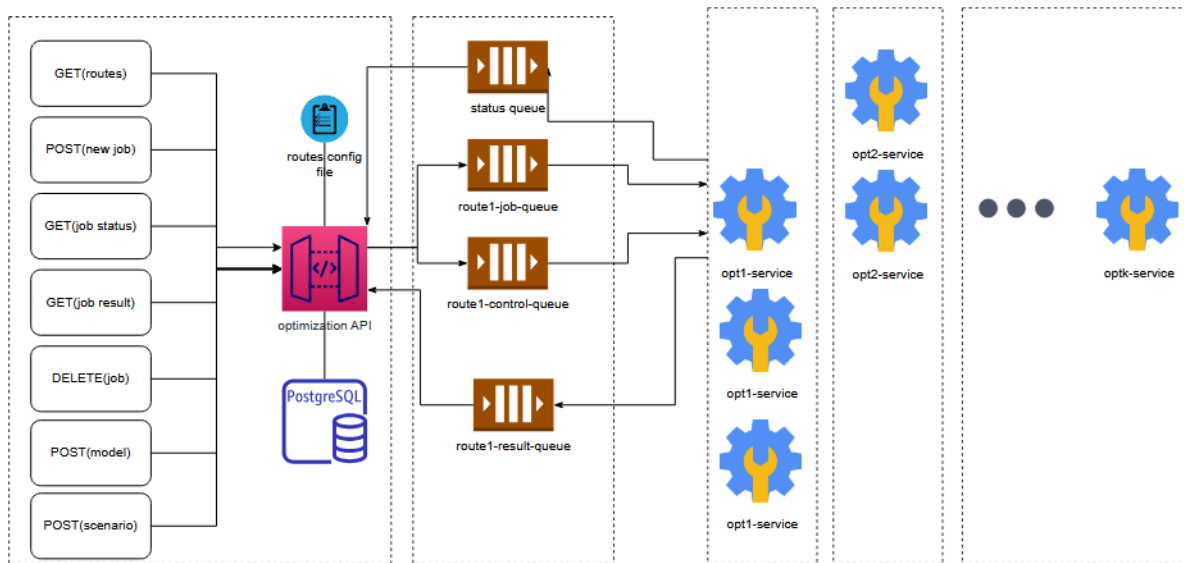 GET(routes)
POST(new job)
GET(job status)
GET(job result)
DELETE(job)
POST(model)
POST(scenario)
routes config
file
</>
optimization API
PostgreSQL
status queue
route1-job-queue
route1-control-queue
route1-result-queue
opt1-service
opt1-service
opt1-service
opt2-service
opt2-service
optk-service